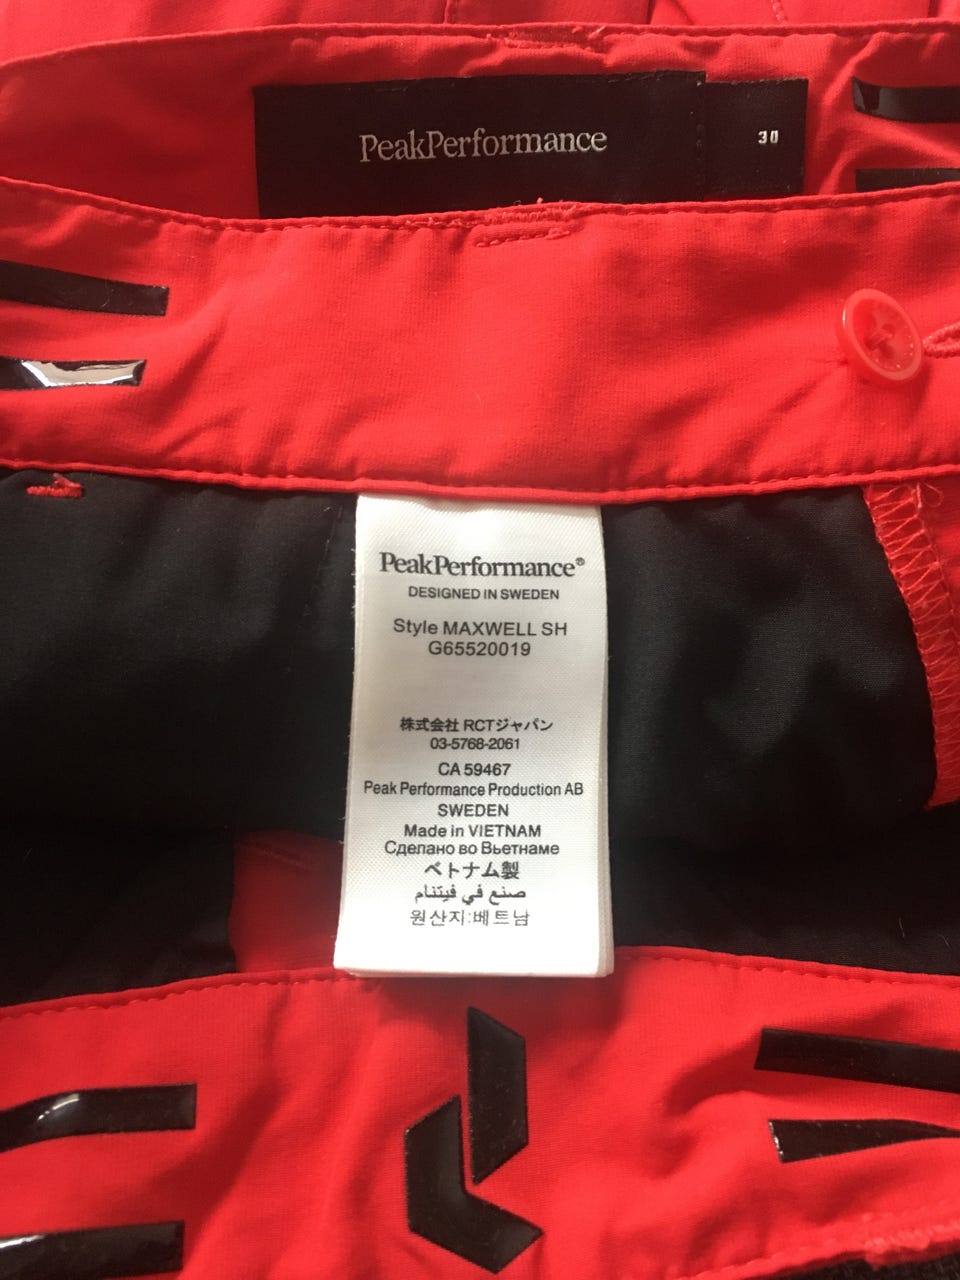 PeakPerformance
30
PeakPerformance®
DESIGNED IN SWEDEN
Style MAXWELL SH
G65520019
株式会社 RCTジャパン
03-5768-2061
CA 59467
Peak Performance Production AB
SWEDEN
Made in VIETNAM
Сделано во Вьетнаме
ベトナム製
صنع في فيتنام
원산지:베트남